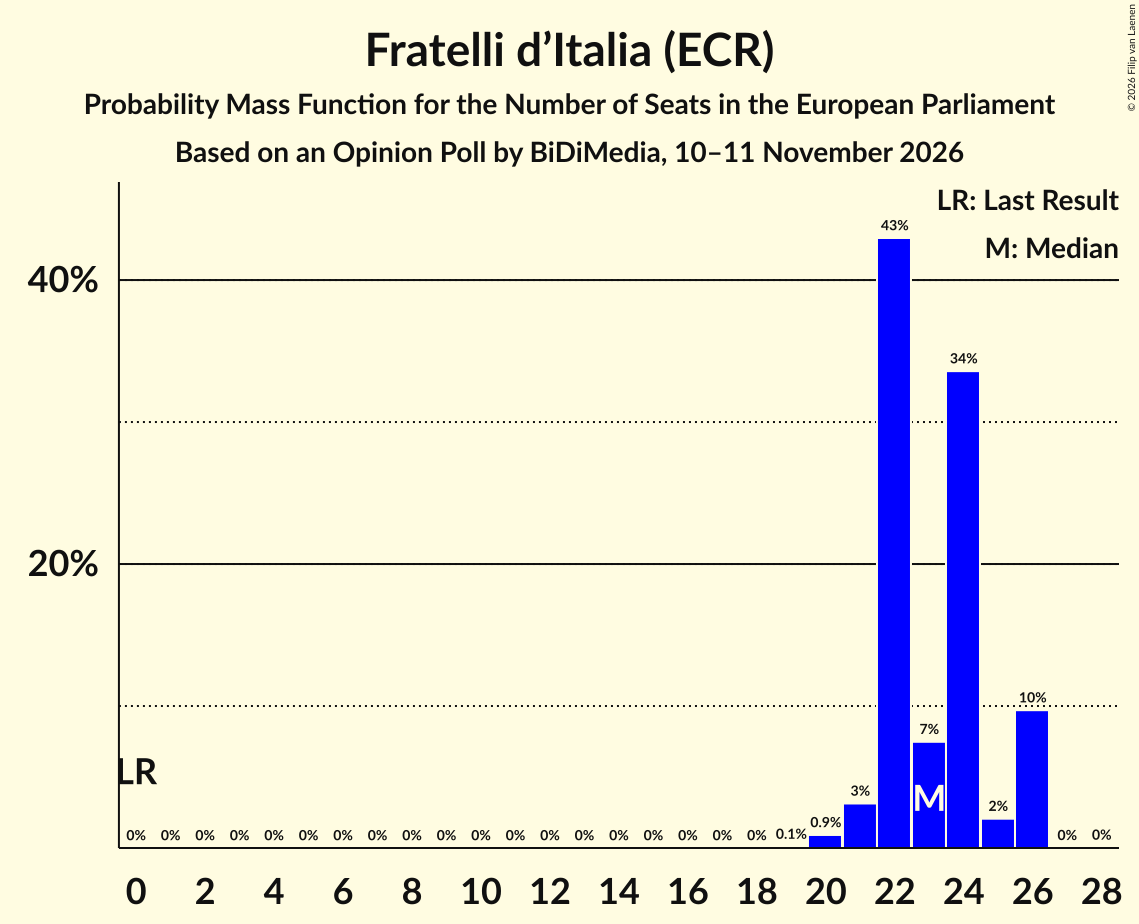 Fratelli d’Italia (ECR)
Probability Mass Function for the Number of Seats in the European Parliament
Based on an Opinion Poll by BiDiMedia, 10–11 November 2026
© 2026 Filip van Laenen
LR: Last Result
M: Median
40%
20%
43%
34%
10%
7%
3%
2%
0.9%
0.1%
LR
M
0% 0% 0% 0% 0% 0% 0% 0% 0% 0% 0% 0% 0% 0% 0% 0% 0% 0% 0% 0% 0%
0 2 4 6 8 10 12 14 16 18 20 22 24 26 28